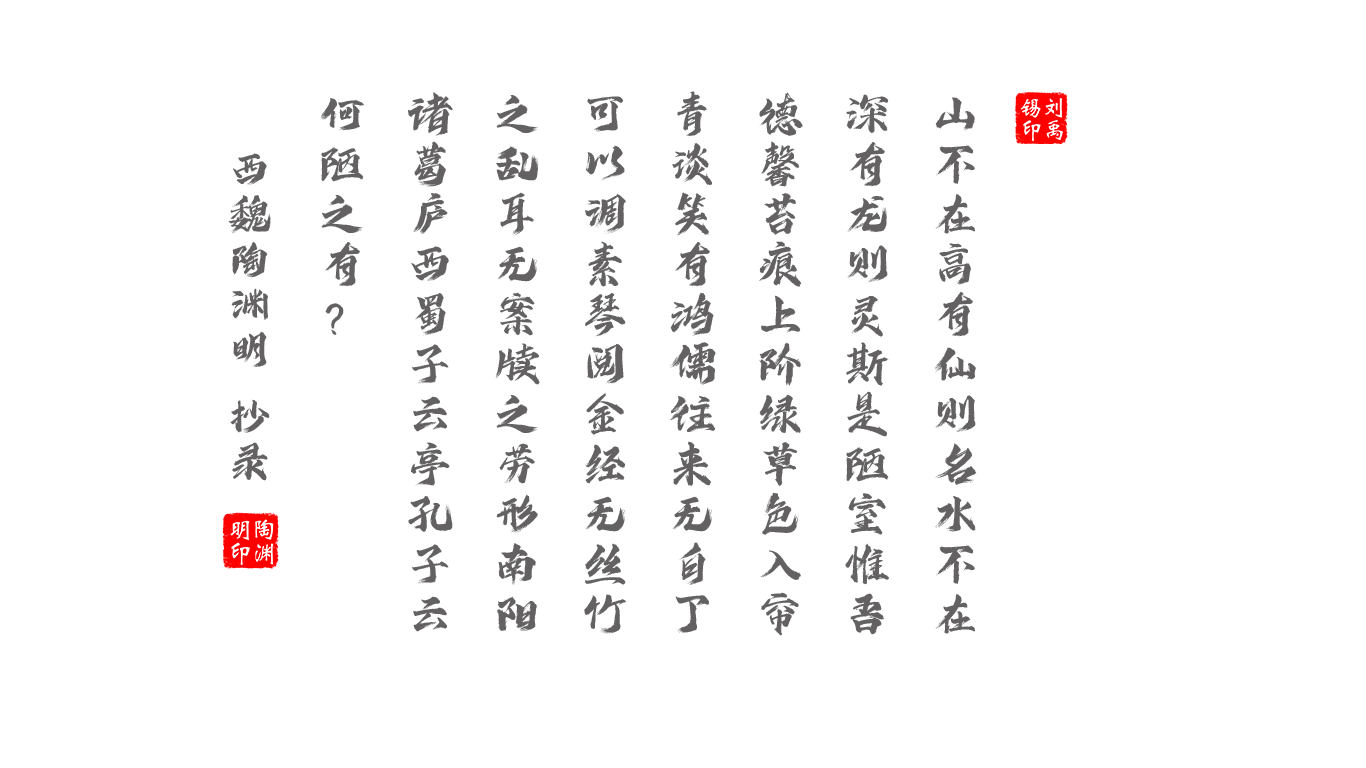 刘禹
锡印
山不在高有仙则名水不在
深有龙则灵斯是陋室惟吾
德馨苔痕上阶绿草色入帘
青谈笑有鸿儒往来无自丁
可以调素琴阅金经无丝竹
之乱耳无案牍之劳形南阳
诸葛庐西蜀子云亭孔子云
何陋之有？
西魏陶渊明 抄录
陶渊
明印